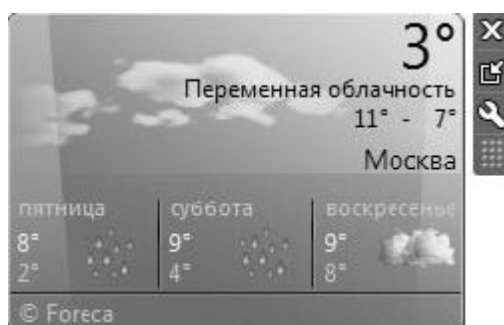 3°
Переменная облачность
11° - 7°
Москва
пятница суббота воскресенье
8° 9° 9°
2° 4° 8°
© Foreca